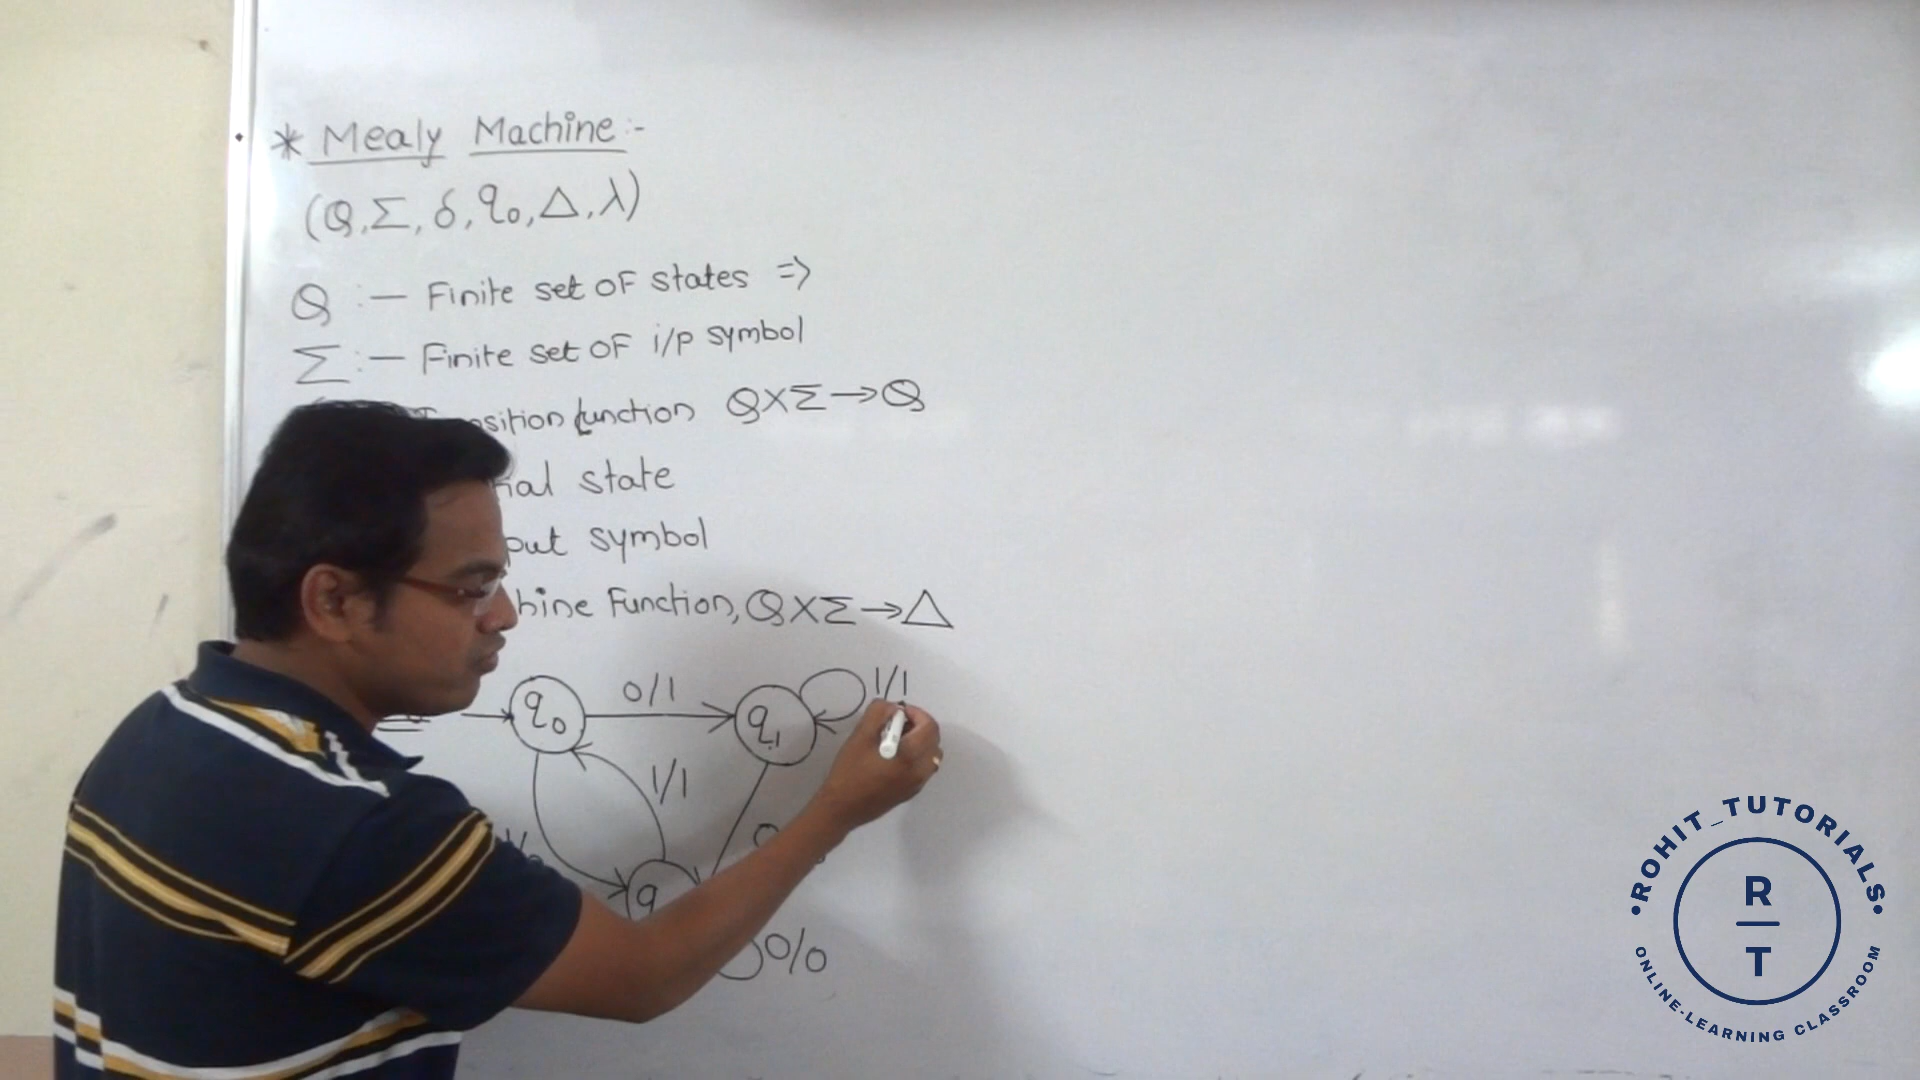 * Mealy Machine :-
(Q, Σ, δ, q0, Δ, λ)
Q :— Finite set OF states =>
Σ :— Finite set OF i/p symbol
function Q X Σ → Q
state
symbol
Function, Q X Σ → Δ
q0 0/1 q1 1/1
1/1
q
0/0
•ROHIT_TUTORIALS•
R
T
ONLINE-LEARNING CLASSROOM